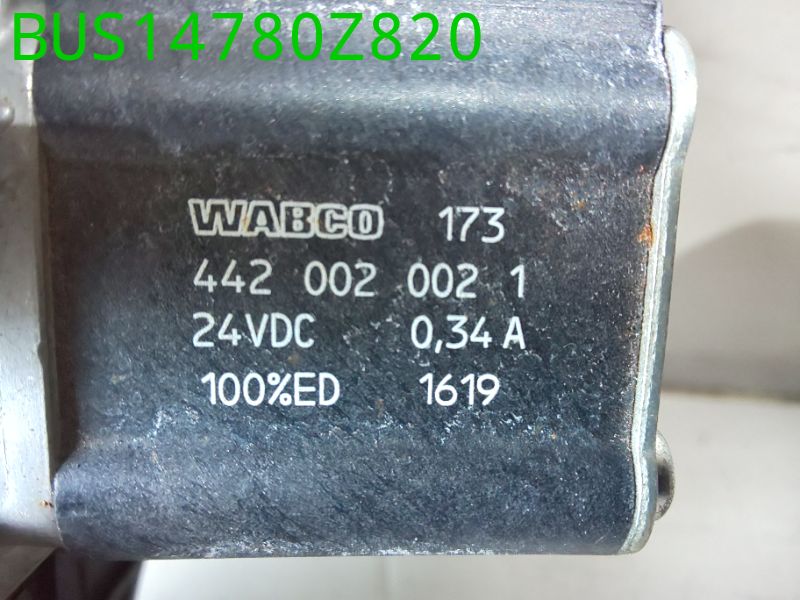 BUS14780Z820
WABCO 173
442 002 002 1
24VDC 0,34 A
100%ED 1619